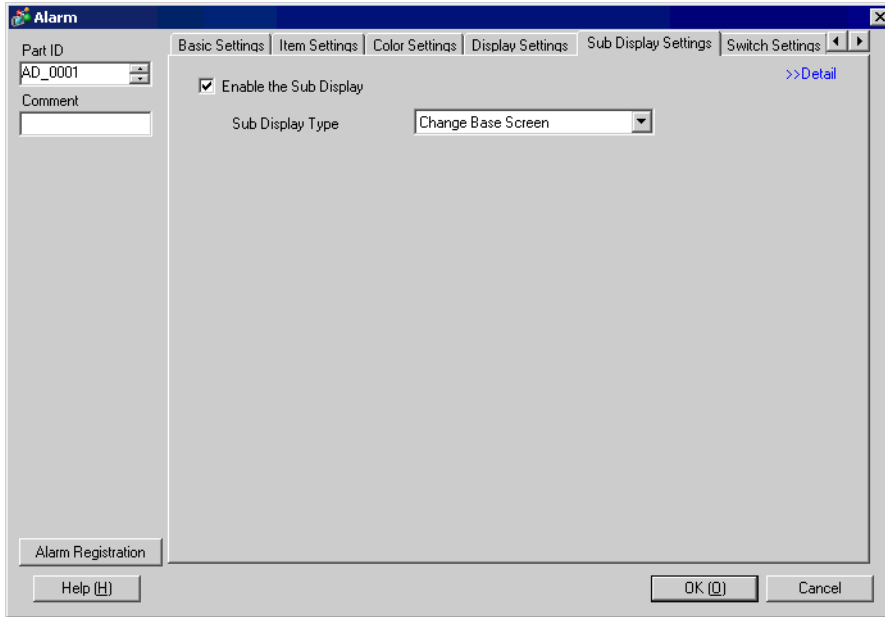 Alarm
Part ID
AD_0001
Comment
Basic Settings
Item Settings
Color Settings
Display Settings
Sub Display Settings
Switch Settings
>>Detail
Enable the Sub Display
Sub Display Type
Change Base Screen
Alarm Registration
Help (H)
OK (O)
Cancel